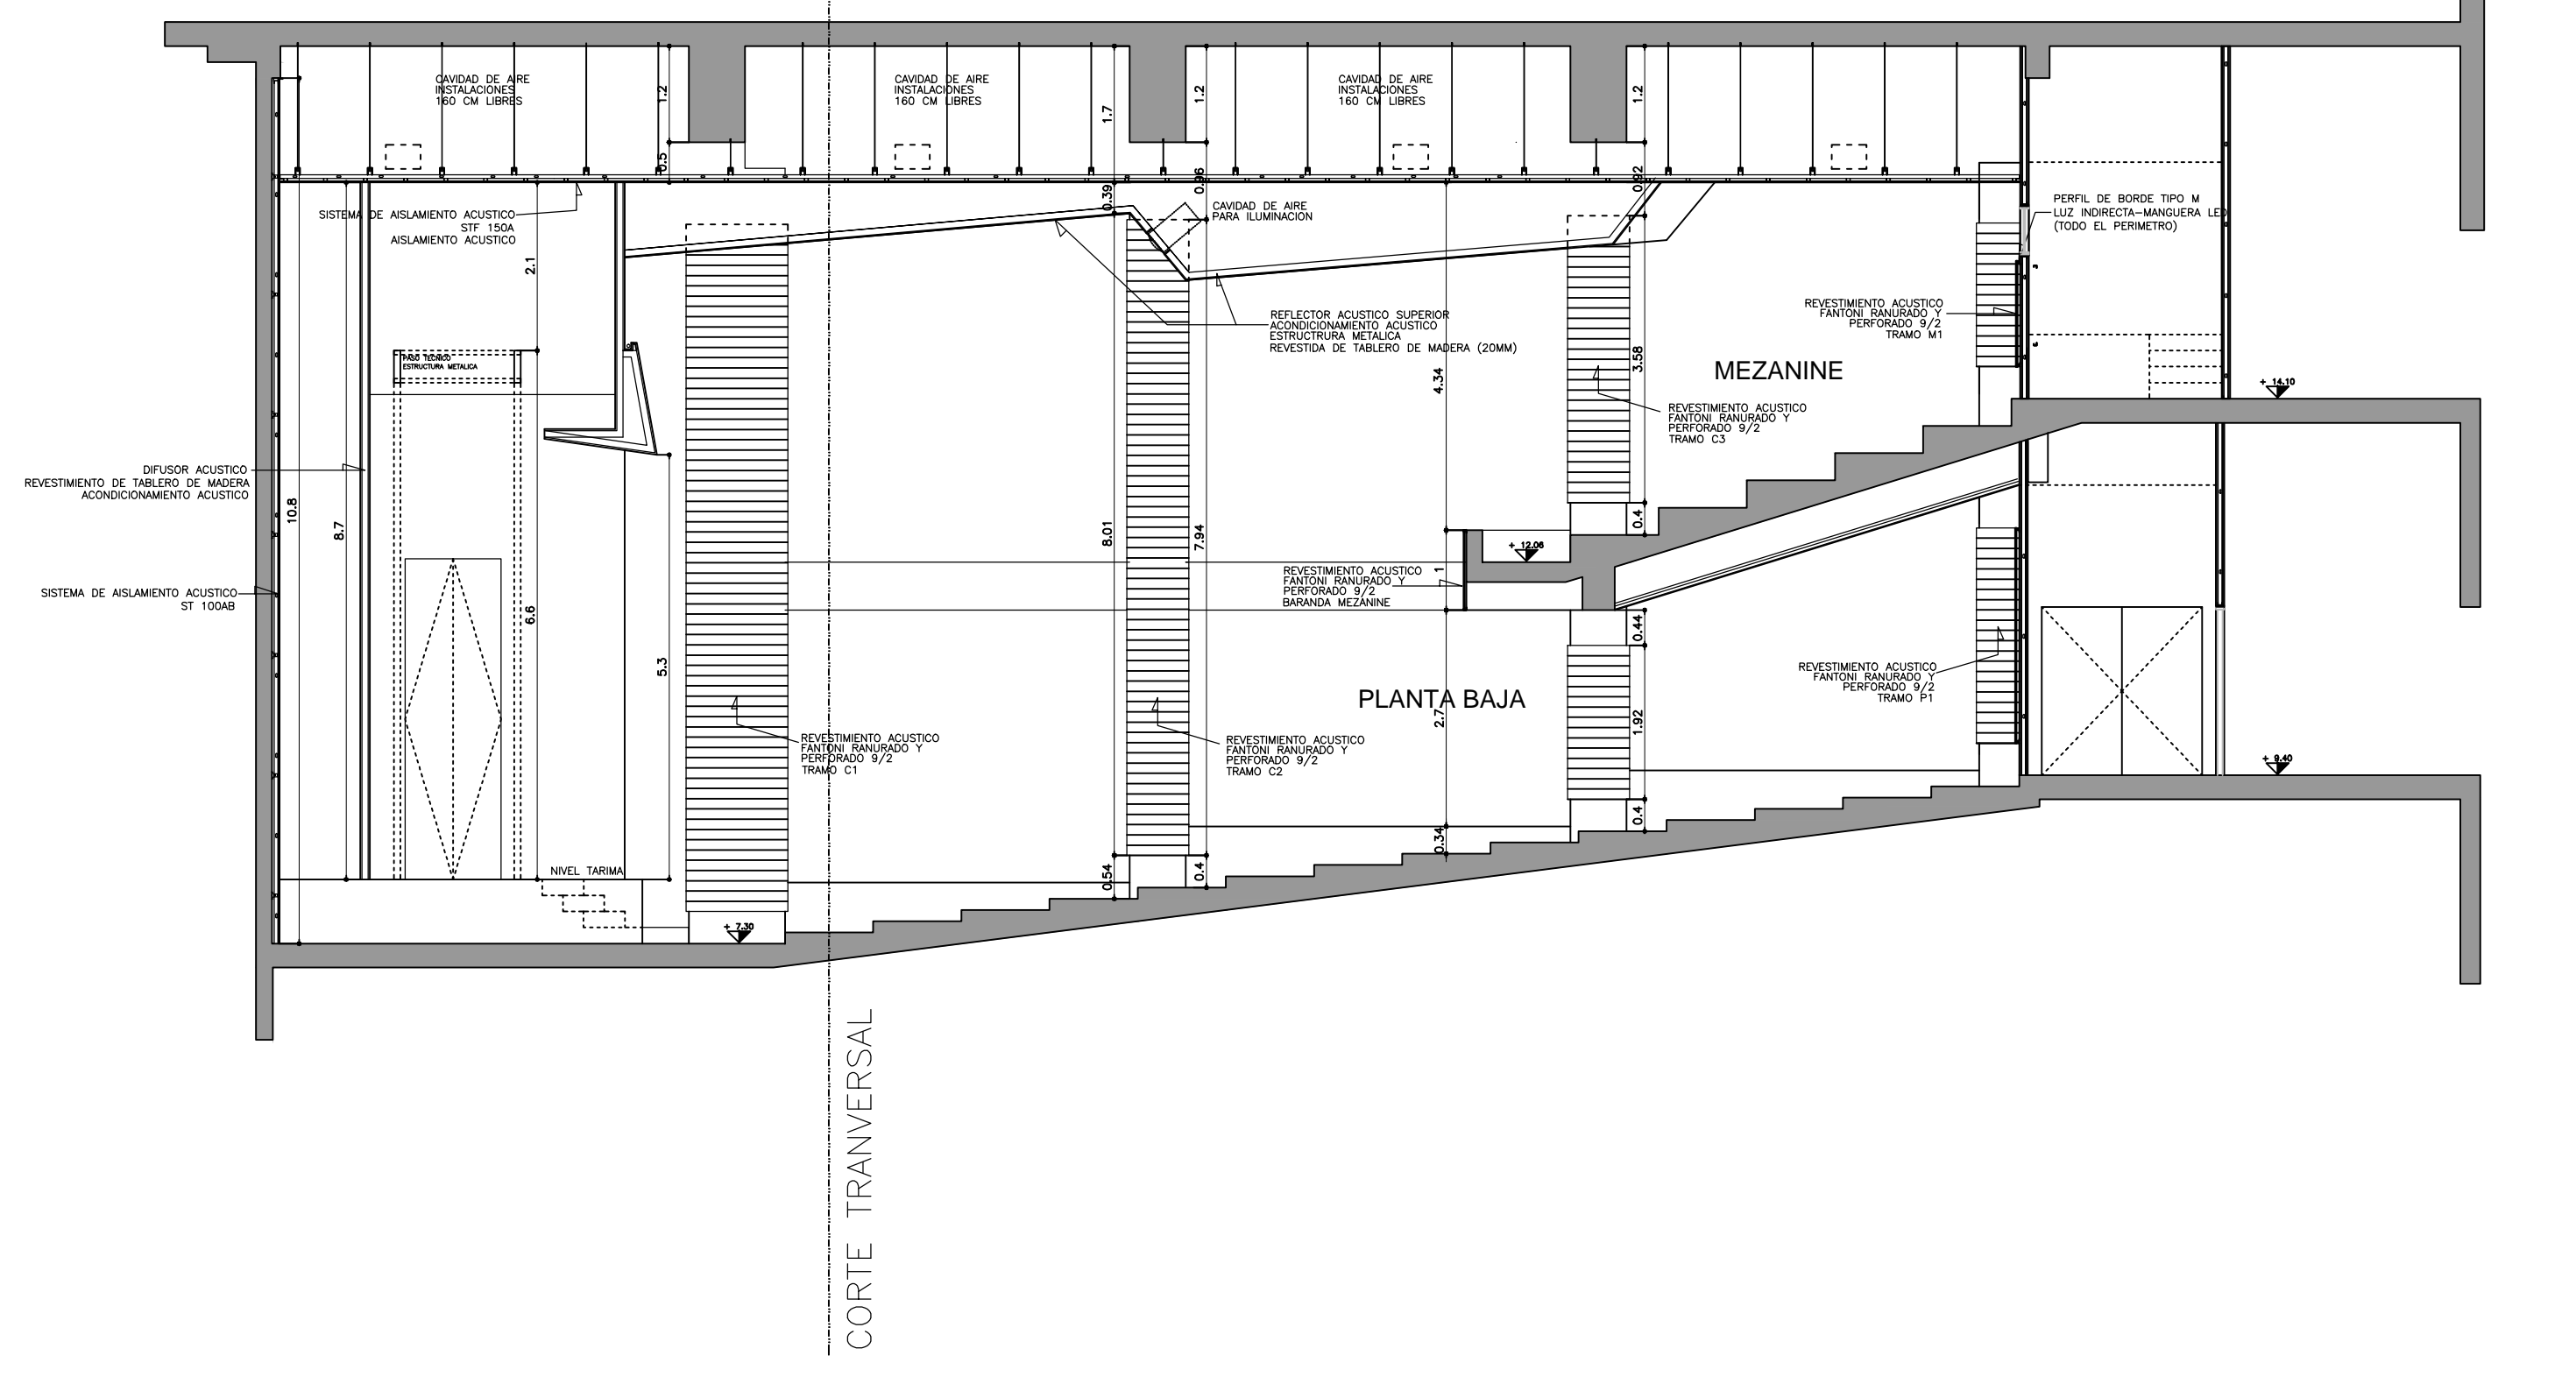 CAVIDAD DE AIRE
INSTALACIONES
160 CM LIBRES
CAVIDAD DE AIRE
INSTALACIONES
160 CM LIBRES
CAVIDAD DE AIRE
INSTALACIONES
160 CM LIBRES
1.2
1.7
1.2
1.2
0.5
0.39
0.96
0.92
SISTEMA DE AISLAMIENTO ACUSTICO
STF 150A
AISLAMIENTO ACUSTICO
CAVIDAD DE AIRE
PARA ILUMINACION
PERFIL DE BORDE TIPO M
LUZ INDIRECTA-MANGUERA LED
(TODO EL PERIMETRO)
2.1
REFLECTOR ACUSTICO SUPERIOR
ACONDICIONAMIENTO ACUSTICO
ESTRUCTRURA METALICA
REVESTIDA DE TABLERO DE MADERA (20MM)
REVESTIMIENTO ACUSTICO
FANTONI RANURADO Y
PERFORADO 9/2
TRAMO M1
PASO TECNICO
ESTRUCTURA METALICA
4.34
3.58
MEZANINE
+ 14.10
REVESTIMIENTO ACUSTICO
FANTONI RANURADO Y
PERFORADO 9/2
TRAMO C3
DIFUSOR ACUSTICO
REVESTIMIENTO DE TABLERO DE MADERA
ACONDICIONAMIENTO ACUSTICO
10.8
8.7
8.01
7.94
0.4
+ 12.06
1
REVESTIMIENTO ACUSTICO
FANTONI RANURADO Y
PERFORADO 9/2
BARANDA MEZANINE
SISTEMA DE AISLAMIENTO ACUSTICO
ST 100AB
6.6
5.3
0.44
REVESTIMIENTO ACUSTICO
FANTONI RANURADO Y
PERFORADO 9/2
TRAMO P1
PLANTA BAJA
2.7
1.92
REVESTIMIENTO ACUSTICO
FANTONI RANURADO Y
PERFORADO 9/2
TRAMO C1
REVESTIMIENTO ACUSTICO
FANTONI RANURADO Y
PERFORADO 9/2
TRAMO C2
+ 9.40
0.4
0.34
NIVEL TARIMA
0.54
0.4
+ 7.30
CORTE TRANVERSAL